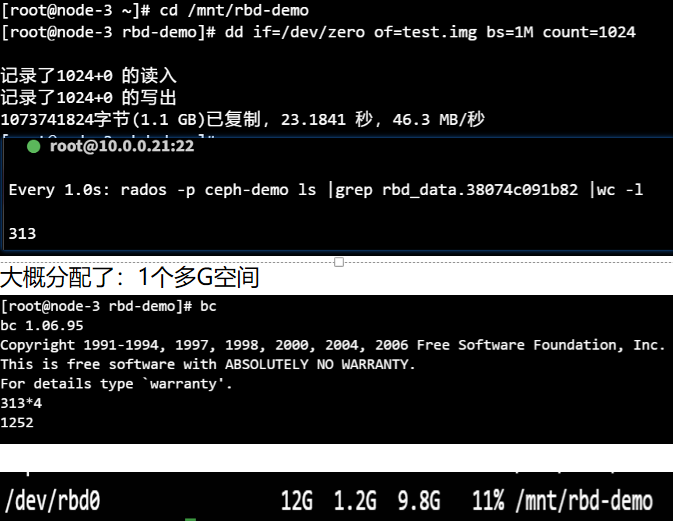 [root@node-3 ~]# cd /mnt/rbd-demo
[root@node-3 rbd-demo]# dd if=/dev/zero of=test.img bs=1M count=1024
记录了1024+0 的读入
记录了1024+0 的写出
1073741824字节(1.1 GB)已复制，23.1841 秒，46.3 MB/秒
root@10.0.0.21:22
Every 1.0s: rados -p ceph-demo ls |grep rbd_data.38074c091b82 |wc -l
313
大概分配了：1个多G空间
[root@node-3 rbd-demo]# bc
bc 1.06.95
Copyright 1991-1994, 1997, 1998, 2000, 2004, 2006 Free Software Foundation, Inc.
This is free software with ABSOLUTELY NO WARRANTY.
For details type `warranty'.
313*4
1252
/dev/rbd0 12G 1.2G 9.8G 11% /mnt/rbd-demo